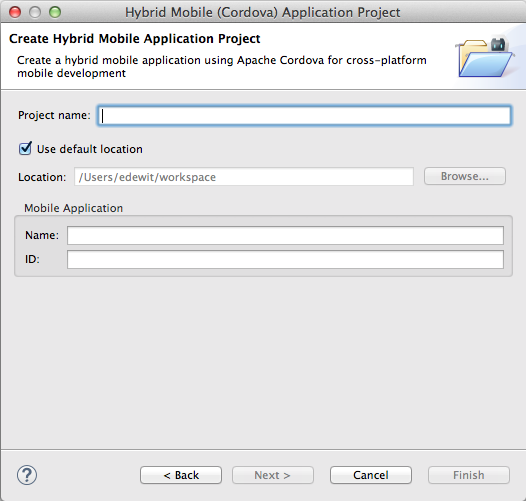 Hybrid Mobile (Cordova) Application Project
Create Hybrid Mobile Application Project
Create a hybrid mobile application using Apache Cordova for cross-platform
mobile development
Project name:
Use default location
Location: /Users/edewit/workspace Browse...
Mobile Application
Name:
ID:
? < Back Next > Cancel Finish